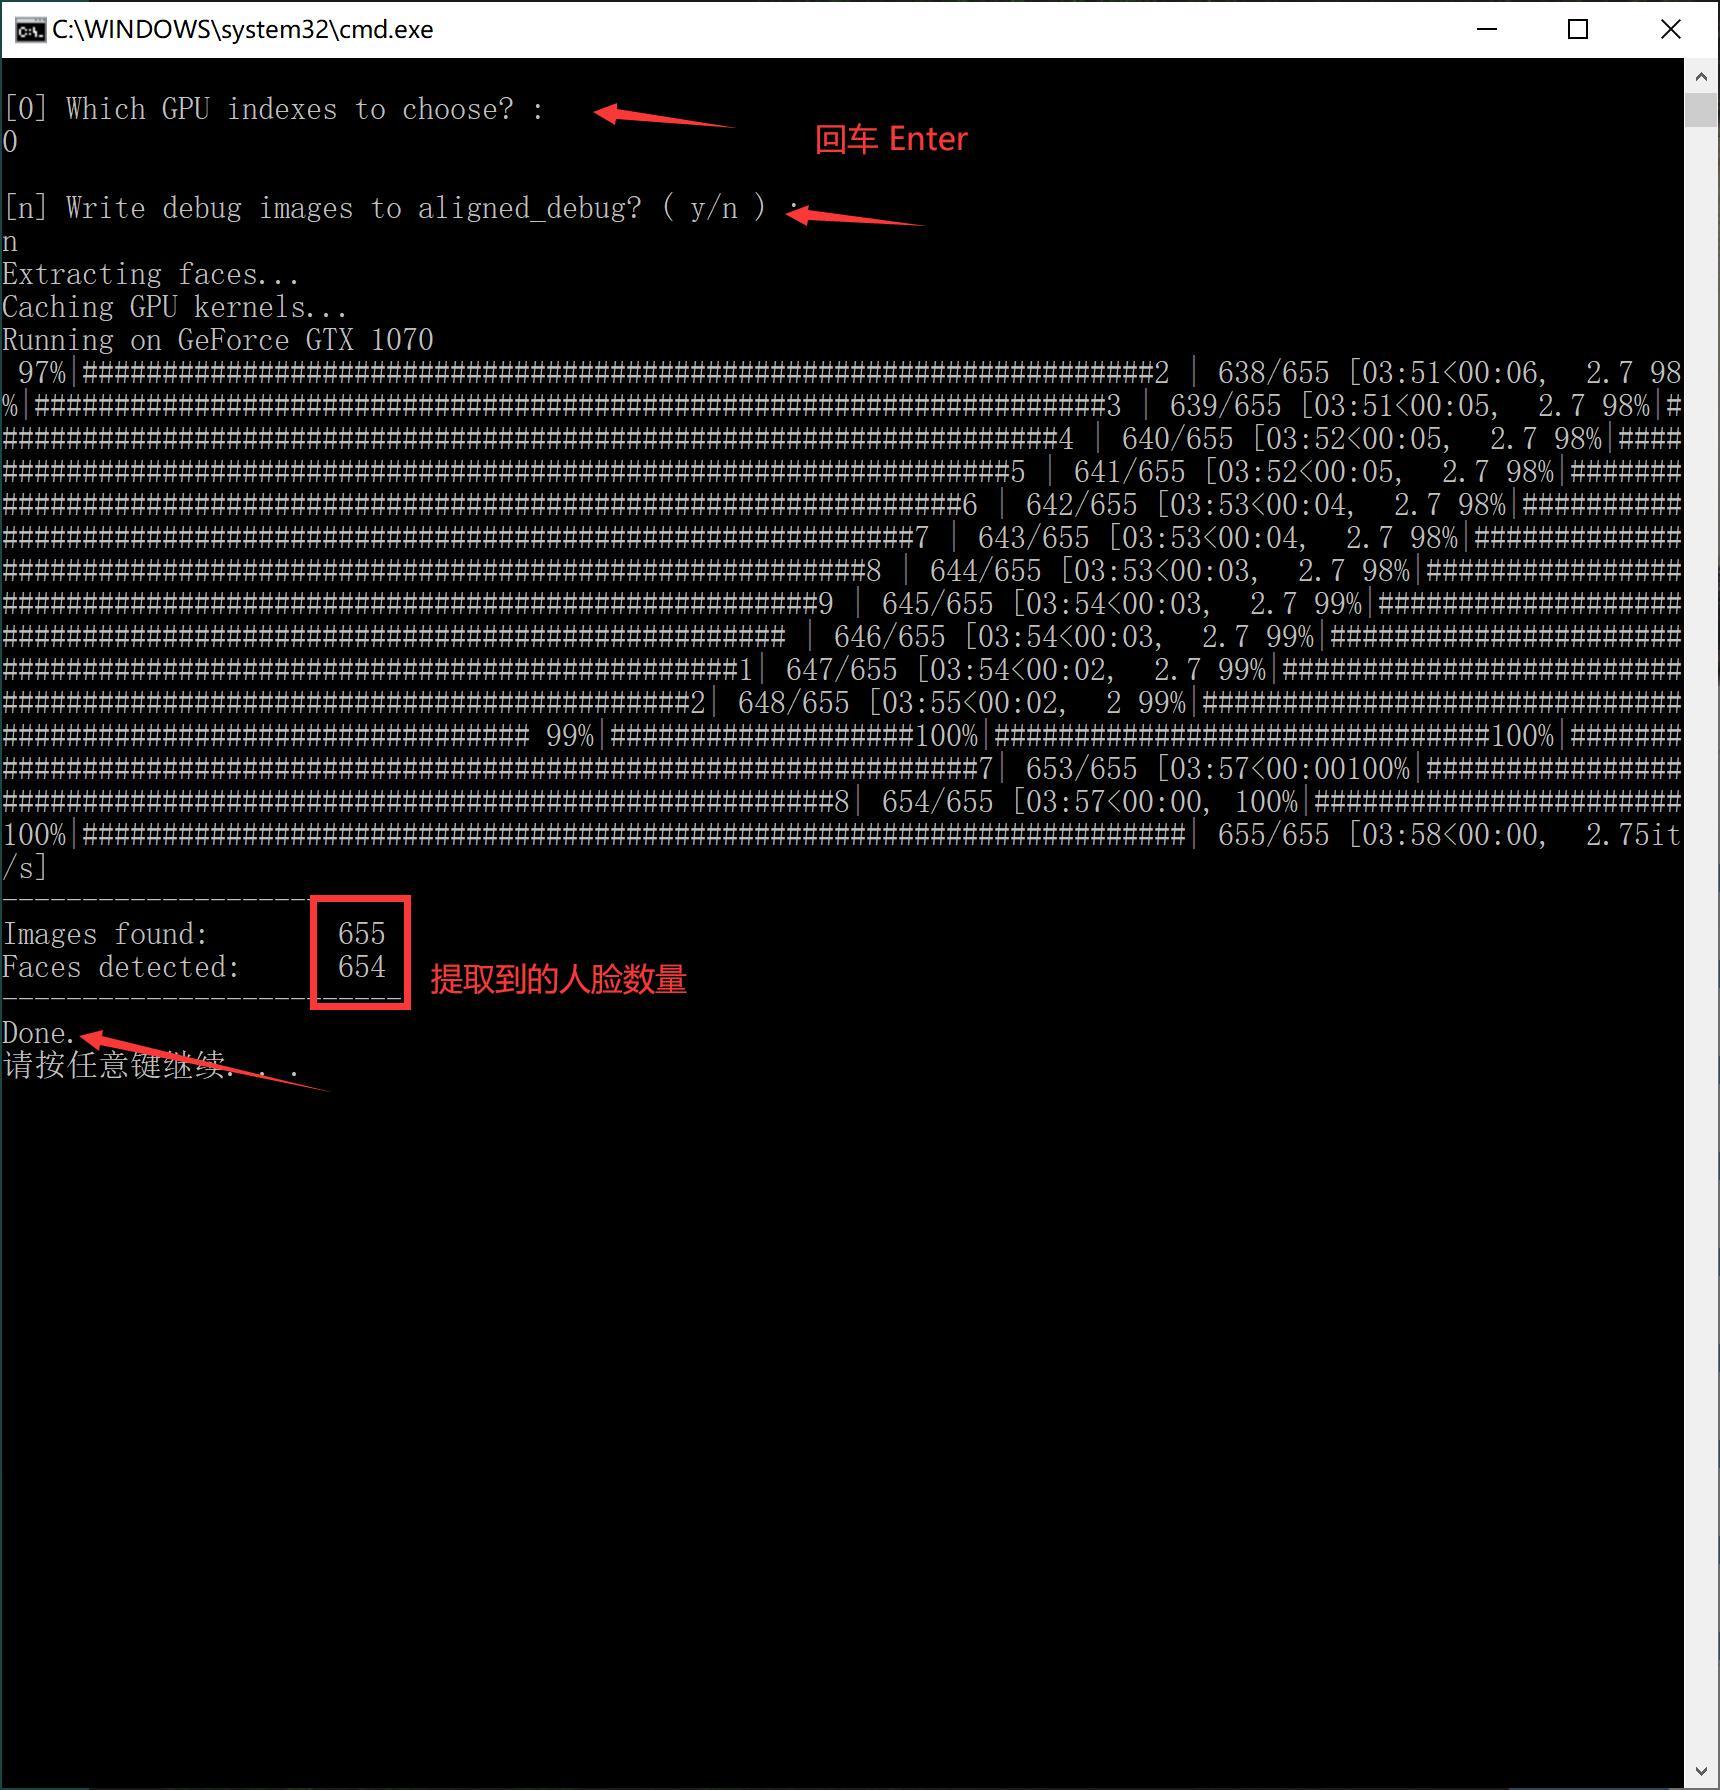 C:\WINDOWS\system32\cmd.exe
[0] Which GPU indexes to choose? :
0
回车 Enter
[n] Write debug images to aligned_debug? ( y/n ) :
n
Extracting faces...
Caching GPU kernels...
Running on GeForce GTX 1070
97%|###################################################################2 | 638/655 [03:51<00:06, 2.7 98
%|###################################################################3 | 639/655 [03:51<00:05, 2.7 98%|#
##################################################################4 | 640/655 [03:52<00:05, 2.7 98%|####
###############################################################5 | 641/655 [03:52<00:05, 2.7 98%|#######
############################################################6 | 642/655 [03:53<00:04, 2.7 98%|##########
#########################################################7 | 643/655 [03:53<00:04, 2.7 98%|#############
######################################################8 | 644/655 [03:53<00:03, 2.7 98%|################
###################################################9 | 645/655 [03:54<00:03, 2.7 99%|###################
################################################# | 646/655 [03:54<00:03, 2.7 99%|######################
##############################################1| 647/655 [03:54<00:02, 2.7 99%|#########################
###########################################2| 648/655 [03:55<00:02, 2 99%|##############################
################################# 99%|###################100%|###############################100%|#######
#############################################################7| 653/655 [03:57<00:00100%|################
####################################################8| 654/655 [03:57<00:00, 100%|#######################
100%|#####################################################################| 655/655 [03:58<00:00, 2.75it
/s]
-------------------------
Images found: 655
Faces detected: 654
提取到的人脸数量
-------------------------
Done.
请按任意键继续. . .